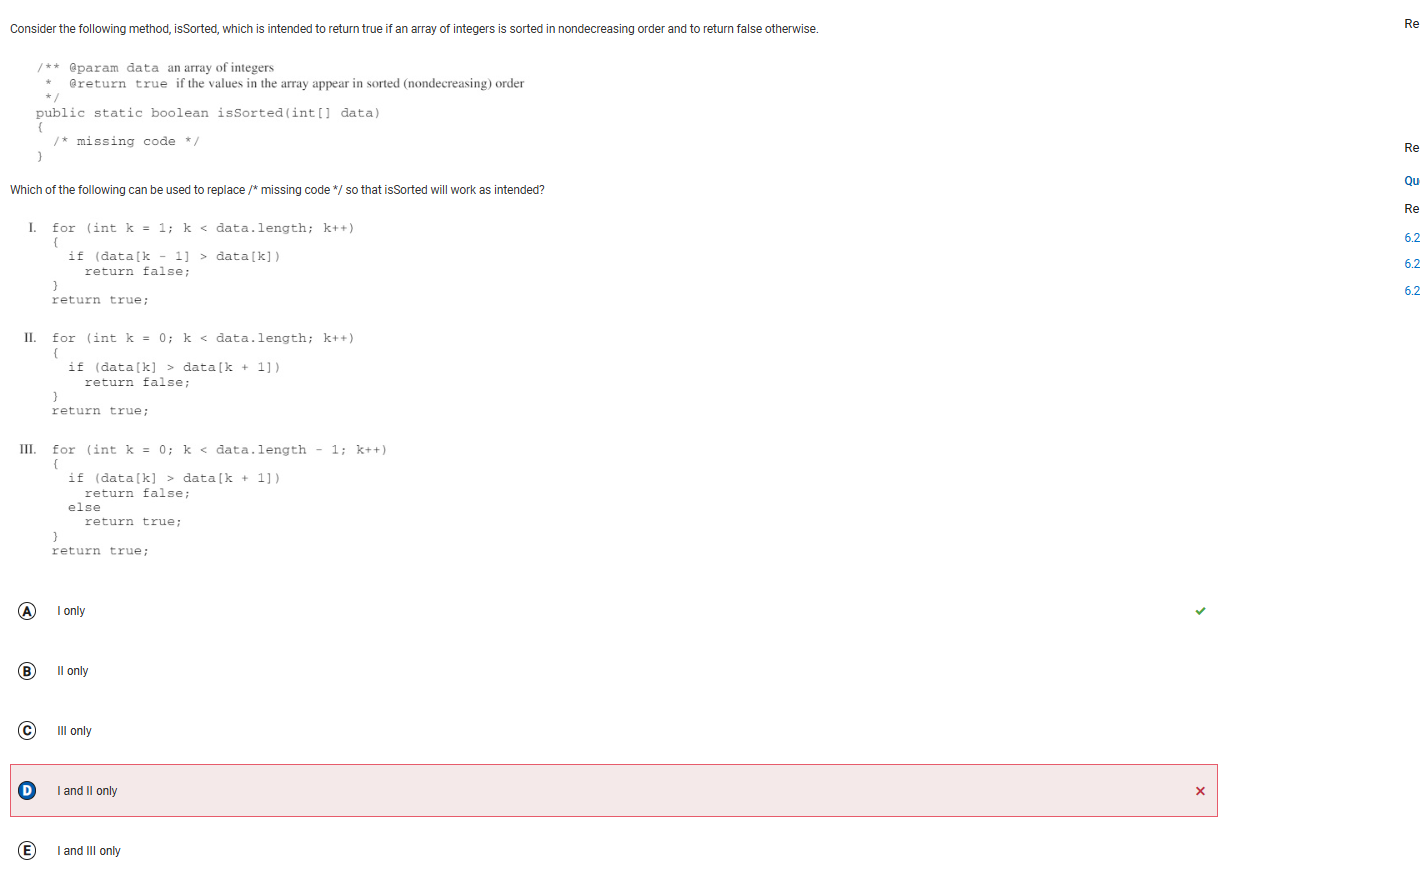 Consider the following method, isSorted, which is intended to return true if an array of integers is sorted in nondecreasing order and to return false otherwise.
/** @param data an array of integers
* @return true if the values in the array appear in sorted (nondecreasing) order
*/
public static boolean isSorted(int[] data)
{
/* missing code */
}
Which of the following can be used to replace /* missing code */ so that isSorted will work as intended?
I. for (int k = 1; k < data.length; k++)
{
if (data[k - 1] > data[k])
return false;
}
return true;
II. for (int k = 0; k < data.length; k++)
{
if (data[k] > data[k + 1])
return false;
}
return true;
III. for (int k = 0; k < data.length - 1; k++)
{
if (data[k] > data[k + 1])
return false;
else
return true;
}
return true;
A I only
B II only
C III only
D I and II only
E I and III only
Re
Re
Qu
Re
6.2
6.2
6.2